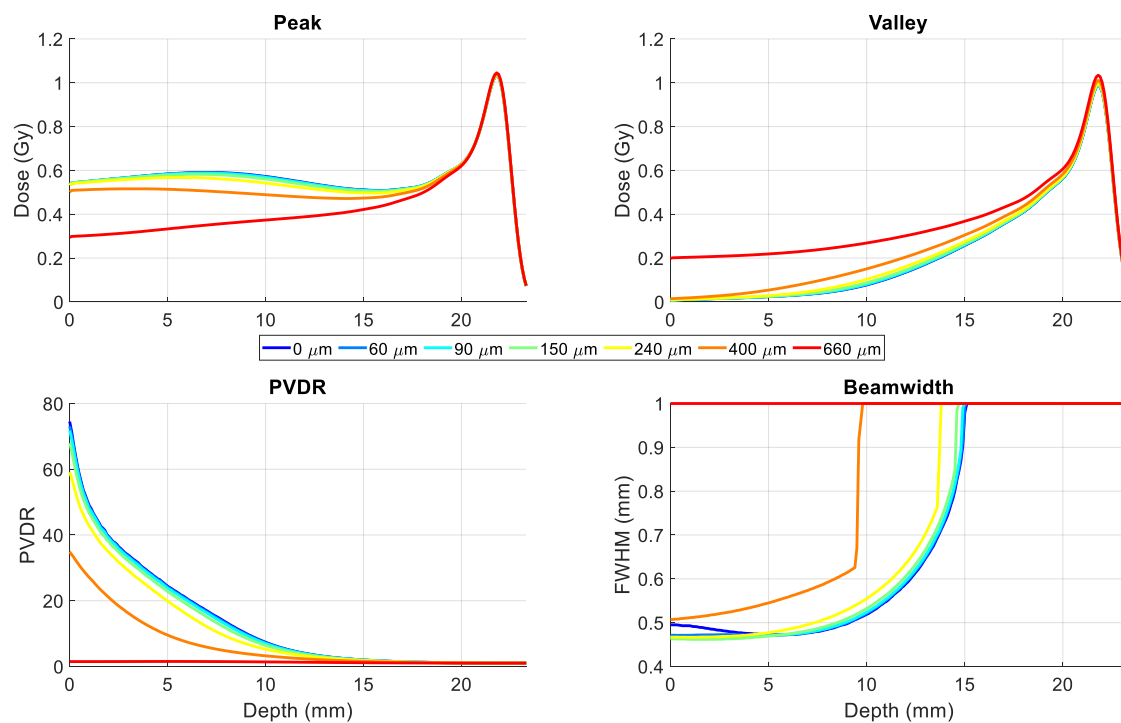 Peak
Valley
1.2
1
0.8
0.6
0.4
0.2
0
Dose (Gy)
0 5 10 15 20
1.2
1
0.8
0.6
0.4
0.2
0
Dose (Gy)
0 5 10 15 20
0 μm 60 μm 90 μm 150 μm 240 μm 400 μm 660 μm
PVDR
Beamwidth
80
60
40
20
0
PVDR
0 5 10 15 20
Depth (mm)
1
0.9
0.8
0.7
0.6
0.5
0.4
FWHM (mm)
0 5 10 15 20
Depth (mm)